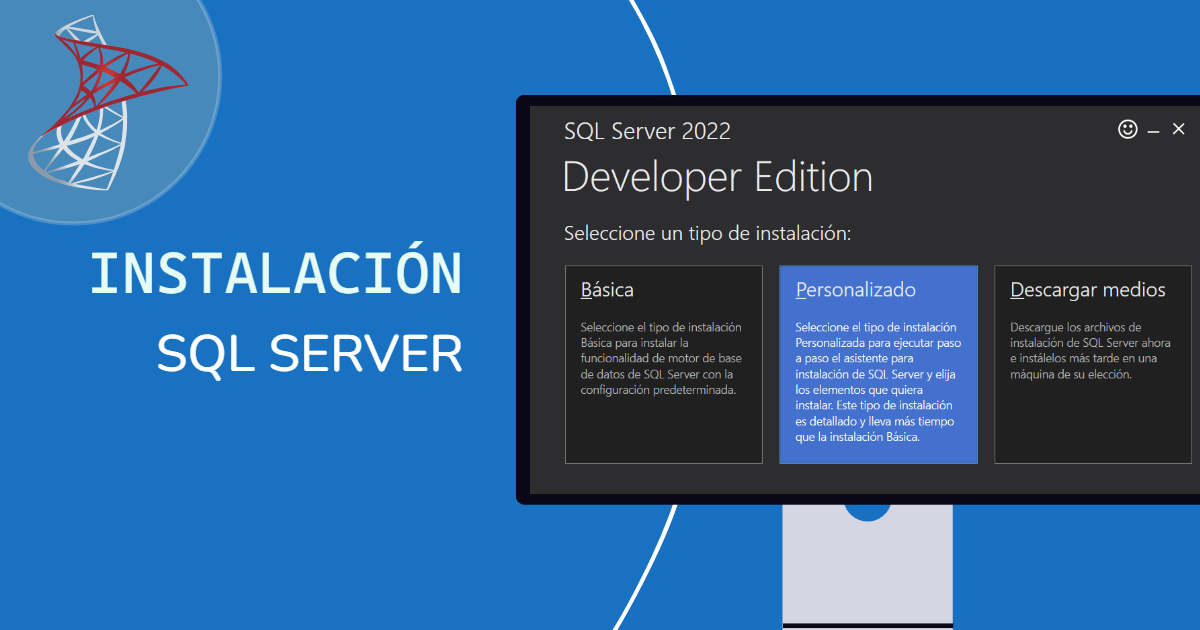 INSTALACIÓN
SQL SERVER
SQL Server 2022
Developer Edition
Seleccione un tipo de instalación:
Básica
Seleccione el tipo de instalación
Básica para instalar la
funcionalidad de motor de base
de datos de SQL Server con la
configuración predeterminada.
Personalizado
Seleccione el tipo de instalación
Personalizada para ejecutar paso
a paso el asistente para
instalación de SQL Server y elija
los elementos que quiera
instalar. Este tipo de instalación
es detallado y lleva más tiempo
que la instalación Básica.
Descargar medios
Descargue los archivos de
instalación de SQL Server ahora
e instálelos más tarde en una
máquina de su elección.